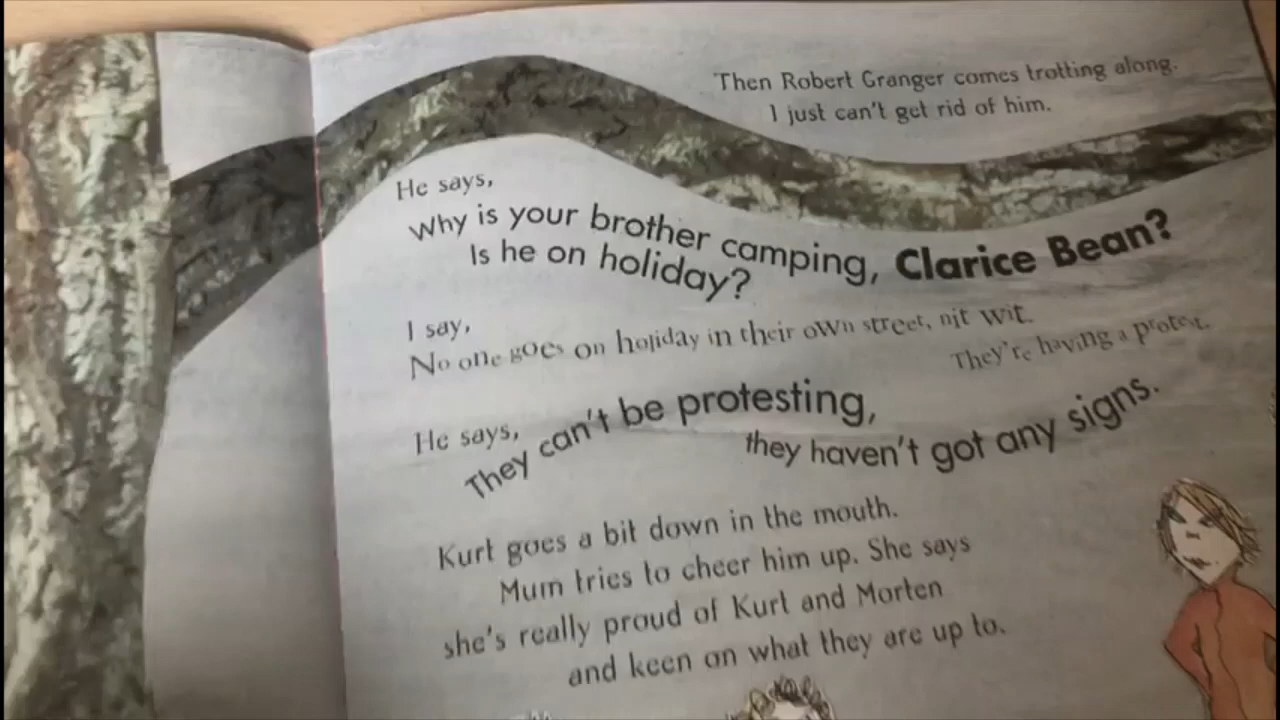 Then Robert Granger comes trotting along.
I just can't get rid of him.
He says,
Why is your brother camping, Clarice Bean?
Is he on holiday?
I say,
No one goes on holiday in their own street, nit wit.
They're having a protest.
He says,
They can't be protesting,
they haven't got any signs.
Kurt goes a bit down in the mouth.
Mum tries to cheer him up. She says
she's really proud of Kurt and Morten
and keen on what they are up to.